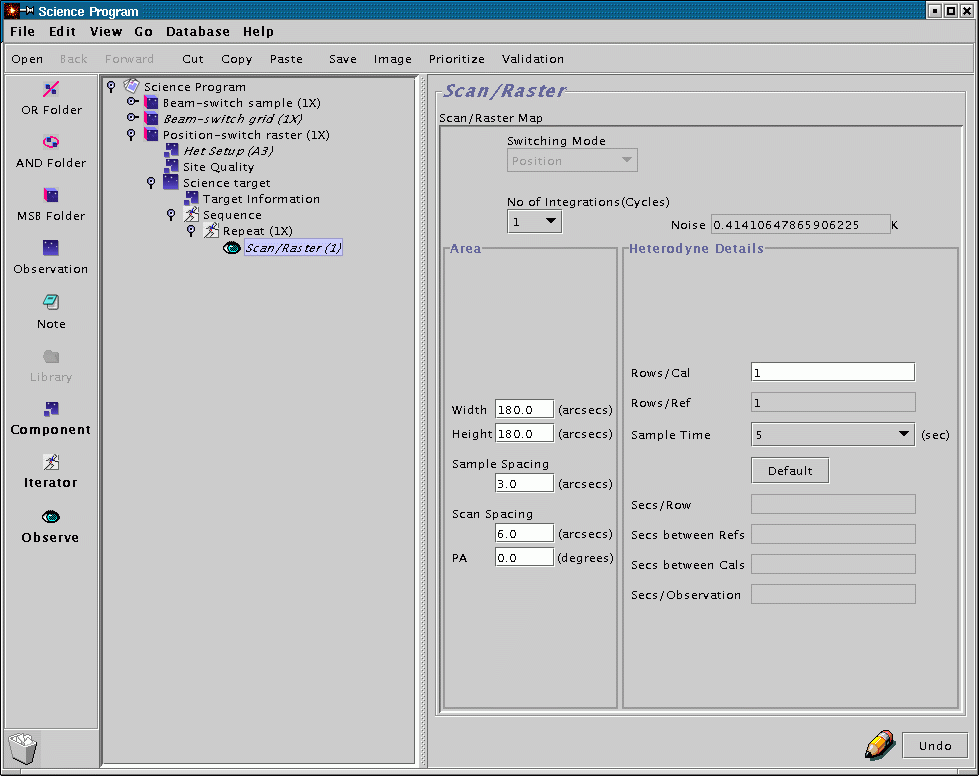 Science Program
File Edit View Go Database Help
Open Back Forward Cut Copy Paste Save Image Prioritize Validation
OR Folder
AND Folder
MSB Folder
Observation
Note
Library
Component
Iterator
Observe
Science Program
Beam-switch sample (1X)
Beam-switch grid (1X)
Position-switch raster (1X)
Het Setup (A3)
Site Quality
Science target
Target Information
Sequence
Repeat (1X)
Scan/Raster (1)
Scan/Raster
Scan/Raster Map
Switching Mode
Position
No of Integrations(Cycles)
1
Noise 0.41410647865906225 K
Area
Width 180.0 (arcsecs)
Height 180.0 (arcsecs)
Sample Spacing
3.0 (arcsecs)
Scan Spacing
6.0 (arcsecs)
PA 0.0 (degrees)
Heterodyne Details
Rows/Cal 1
Rows/Ref 1
Sample Time 5 (sec)
Default
Secs/Row
Secs between Refs
Secs between Cals
Secs/Observation
Undo